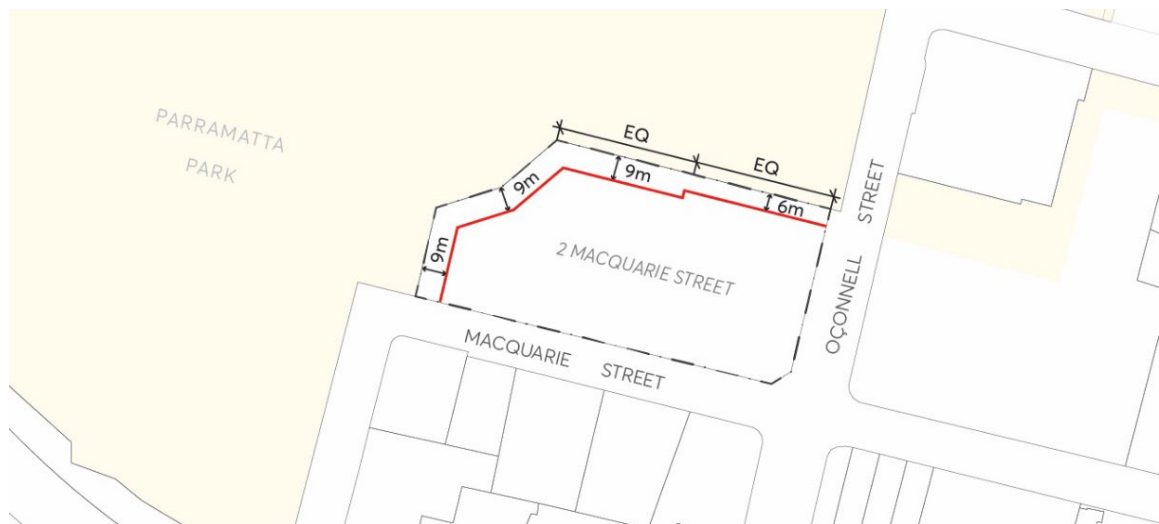 PARRAMATTA
PARK
EQ
EQ
9m
9m
6m
9m
2 MACQUARIE STREET
OÇONNELL STREET
MACQUARIE STREET